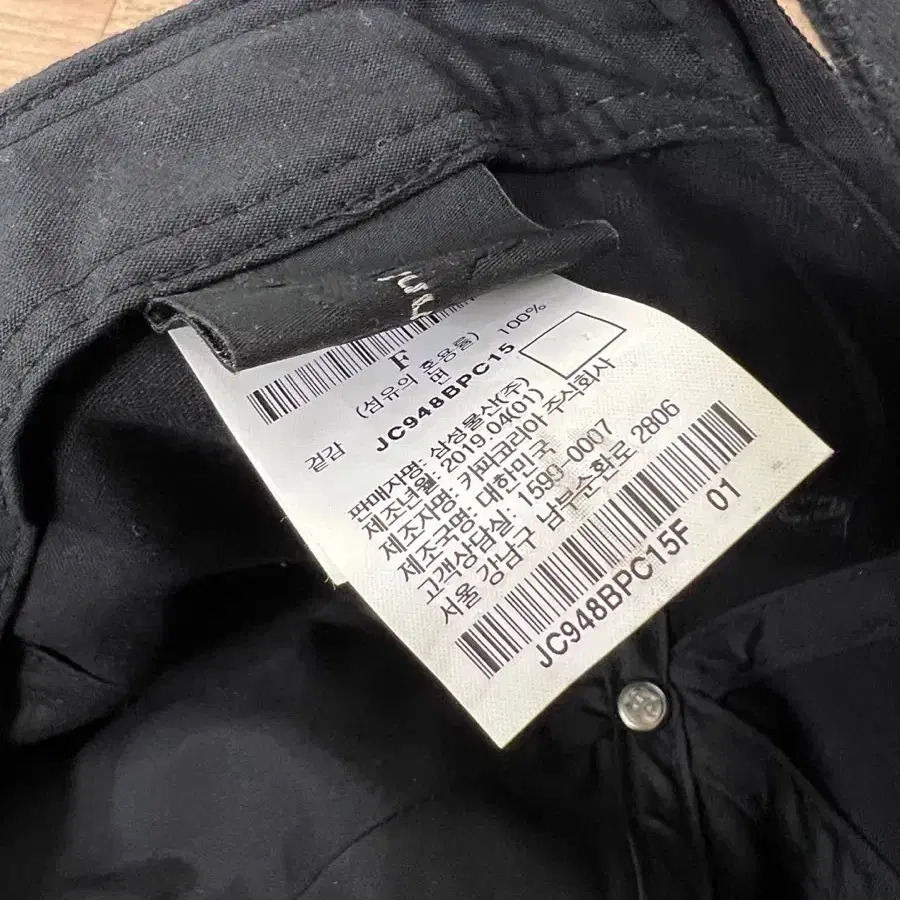 F
(섬유의 혼용률)
겉감 면 100%
JC948BPC15
판매자명: 삼성물산(주)
제조년월: 2019.04(01)
제조자명: 카파코리아 주식회사
제조국명: 대한민국
고객상담실: 1599-0007
서울 강남구 남부순환로 2806
JC948BPC15F 01